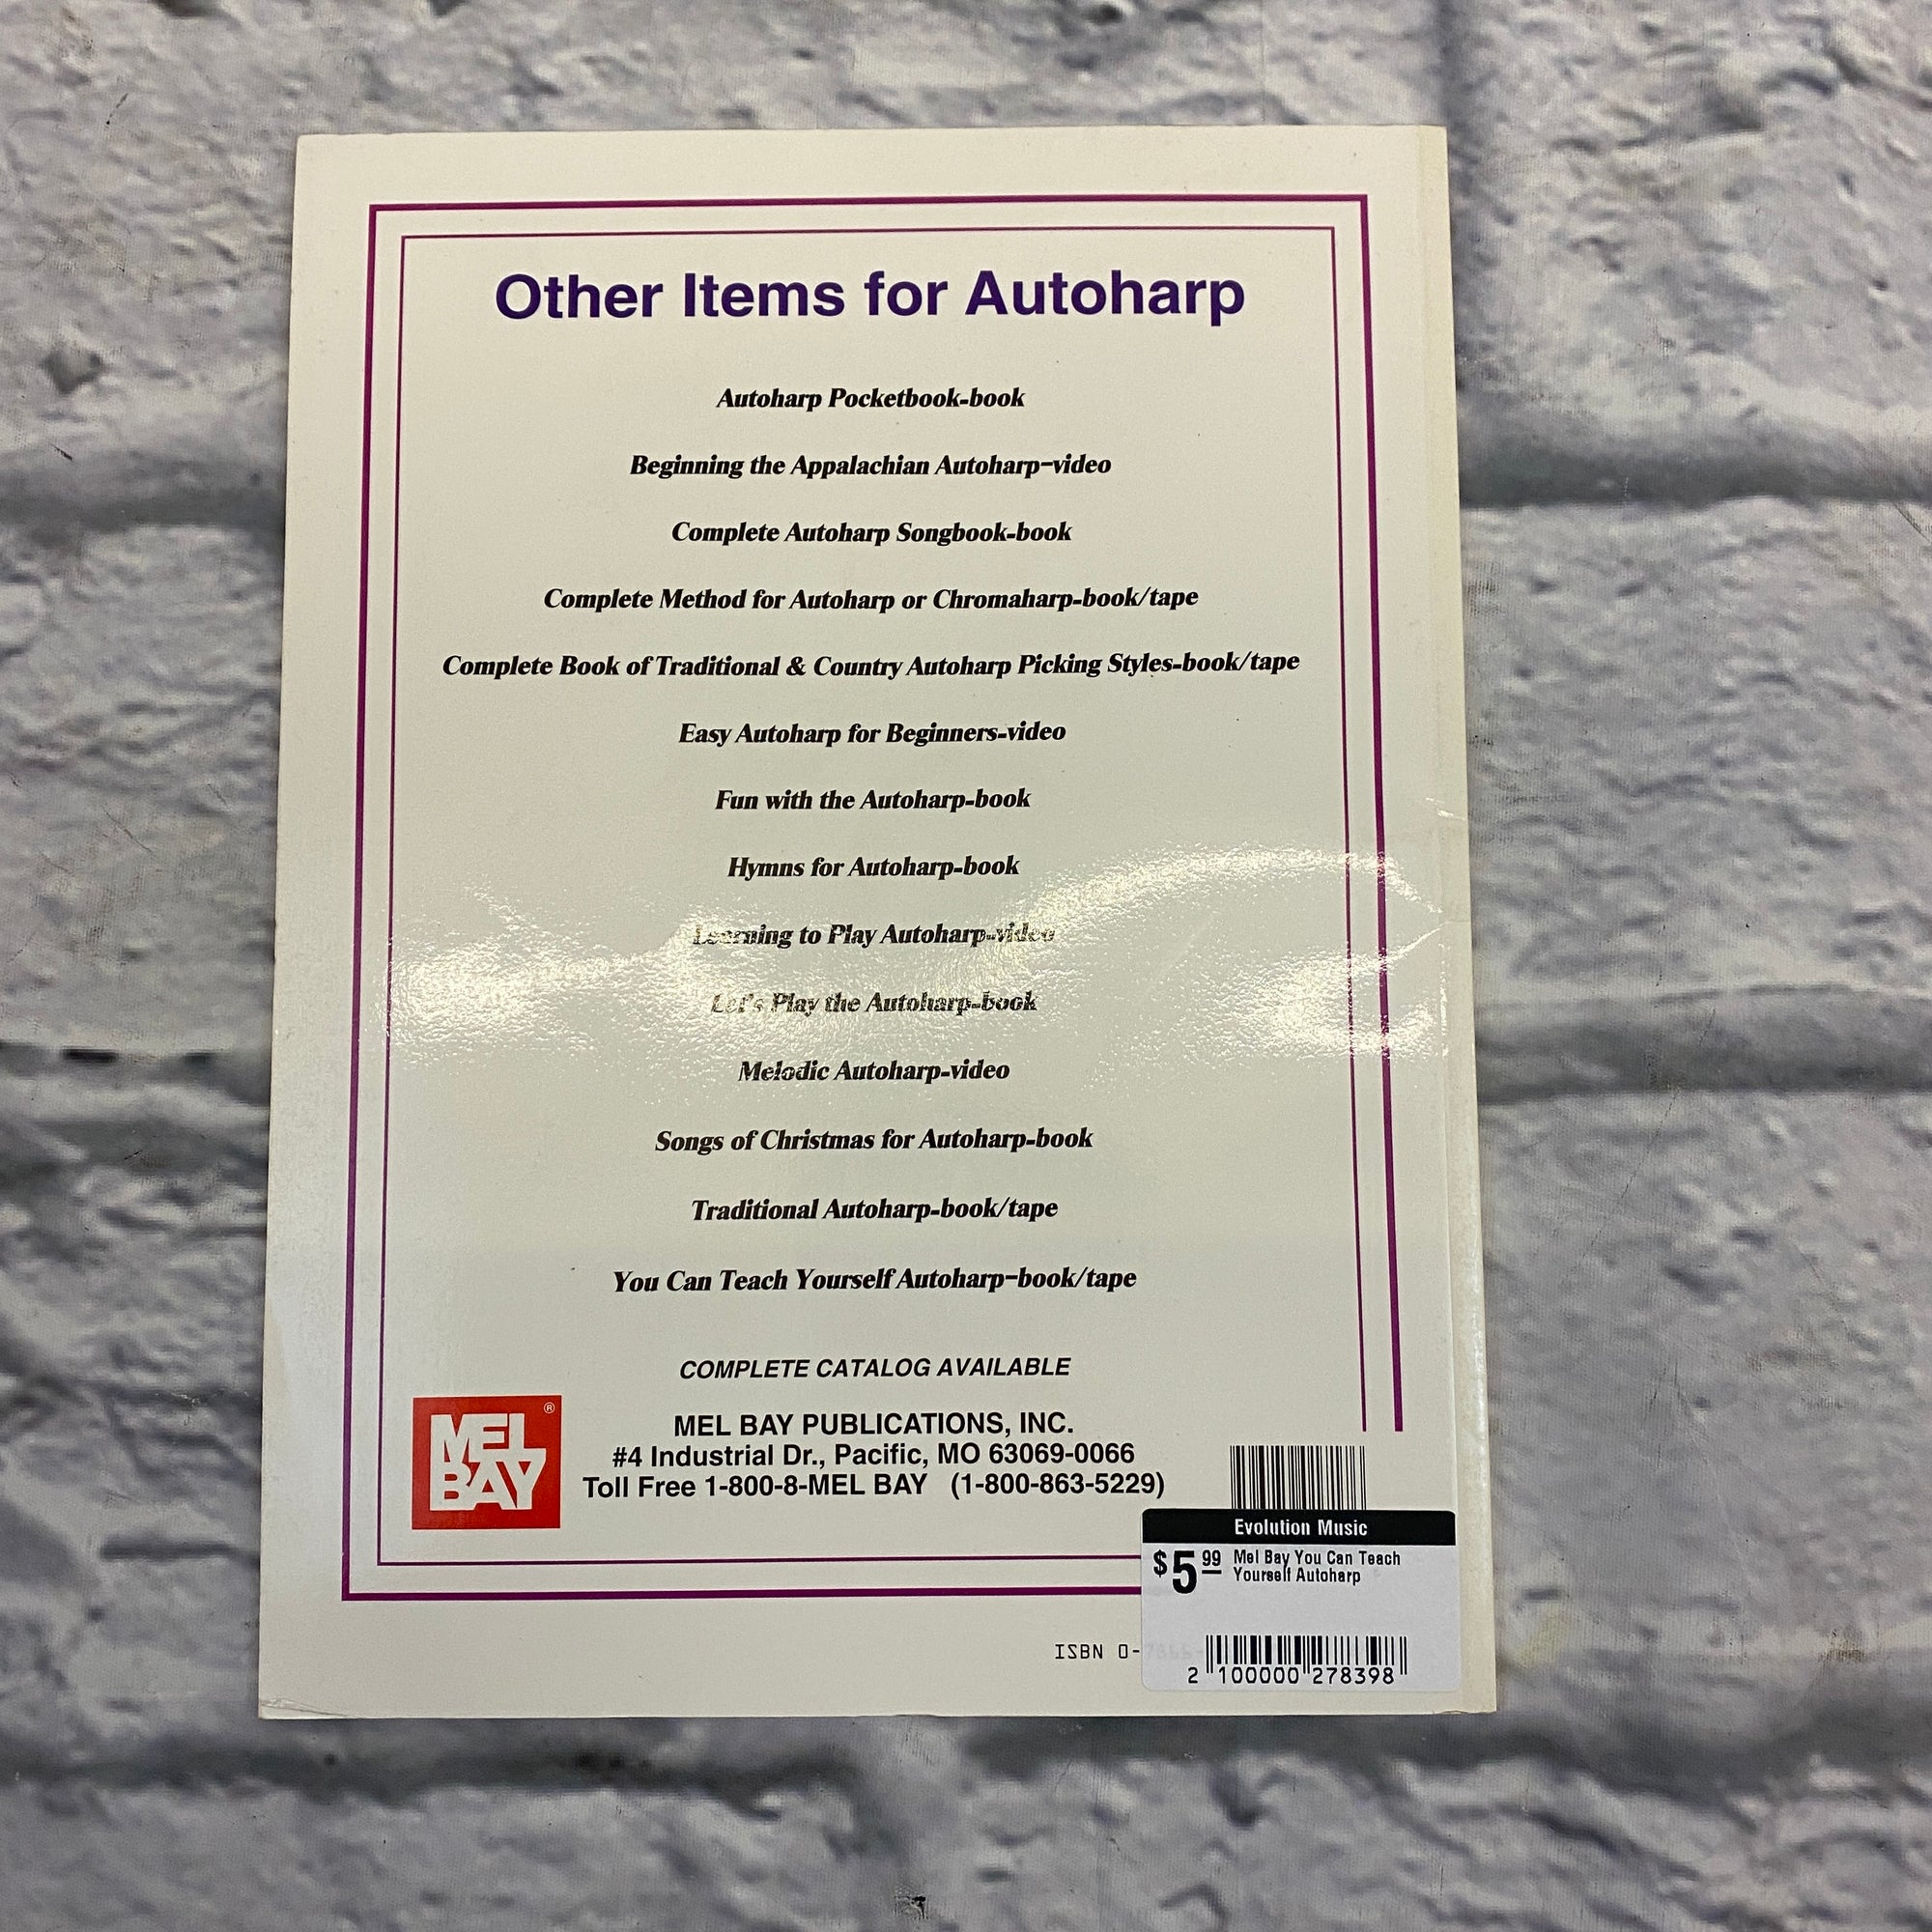 Other Items for Autoharp
Autoharp Pocketbook-book
Beginning the Appalachian Autoharp-video
Complete Autoharp Songbook-book
Complete Method for Autoharp or Chromaharp-book/tape
Complete Book of Traditional & Country Autoharp Picking Styles-book/tape
Easy Autoharp for Beginners-video
Fun with the Autoharp-book
Hymns for Autoharp-book
Learning to Play Autoharp-video
Let's Play the Autoharp-book
Melodic Autoharp-video
Songs of Christmas for Autoharp-book
Traditional Autoharp-book/tape
You Can Teach Yourself Autoharp-book/tape
COMPLETE CATALOG AVAILABLE
MEL BAY ®
MEL BAY PUBLICATIONS, INC.
#4 Industrial Dr., Pacific, MO 63069-0066
Toll Free 1-800-8-MEL BAY (1-800-863-5229)
Evolution Music
$5 99 Mel Bay You Can Teach
Yourself Autoharp
ISBN 0-
2 100000 278398